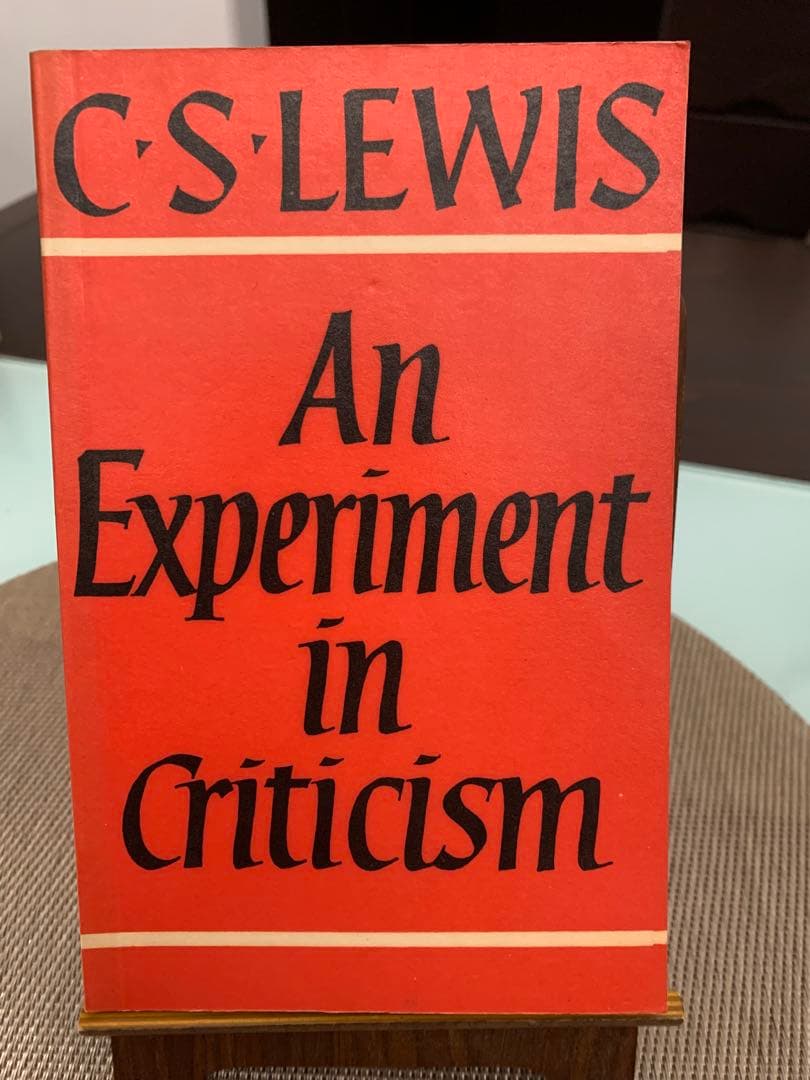 C·S·LEWIS
An
Experiment
in
Criticism